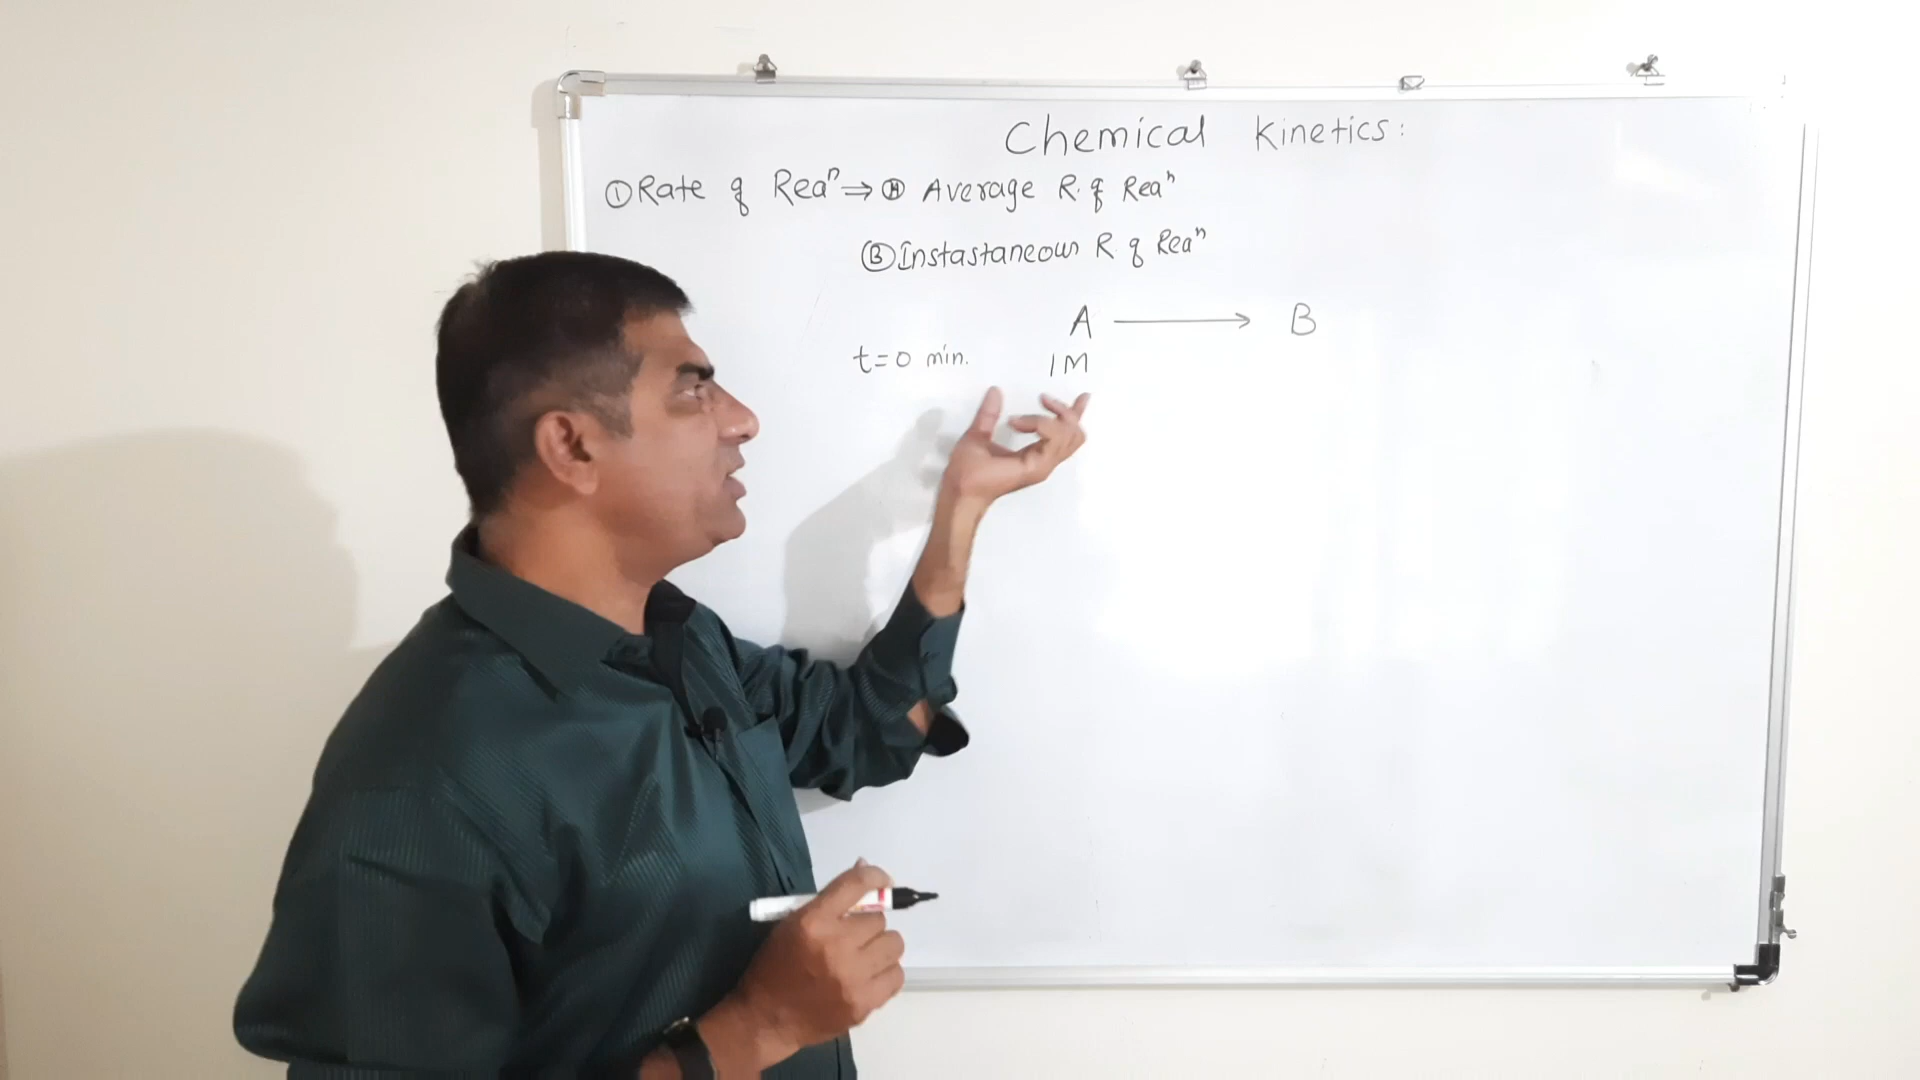 Chemical Kinetics:
① Rate of Reaⁿ ⇒ Ⓐ Average R. of Reaⁿ
Ⓑ Instastaneous R. of Reaⁿ
A ⟶ B
t=0 min. 1M